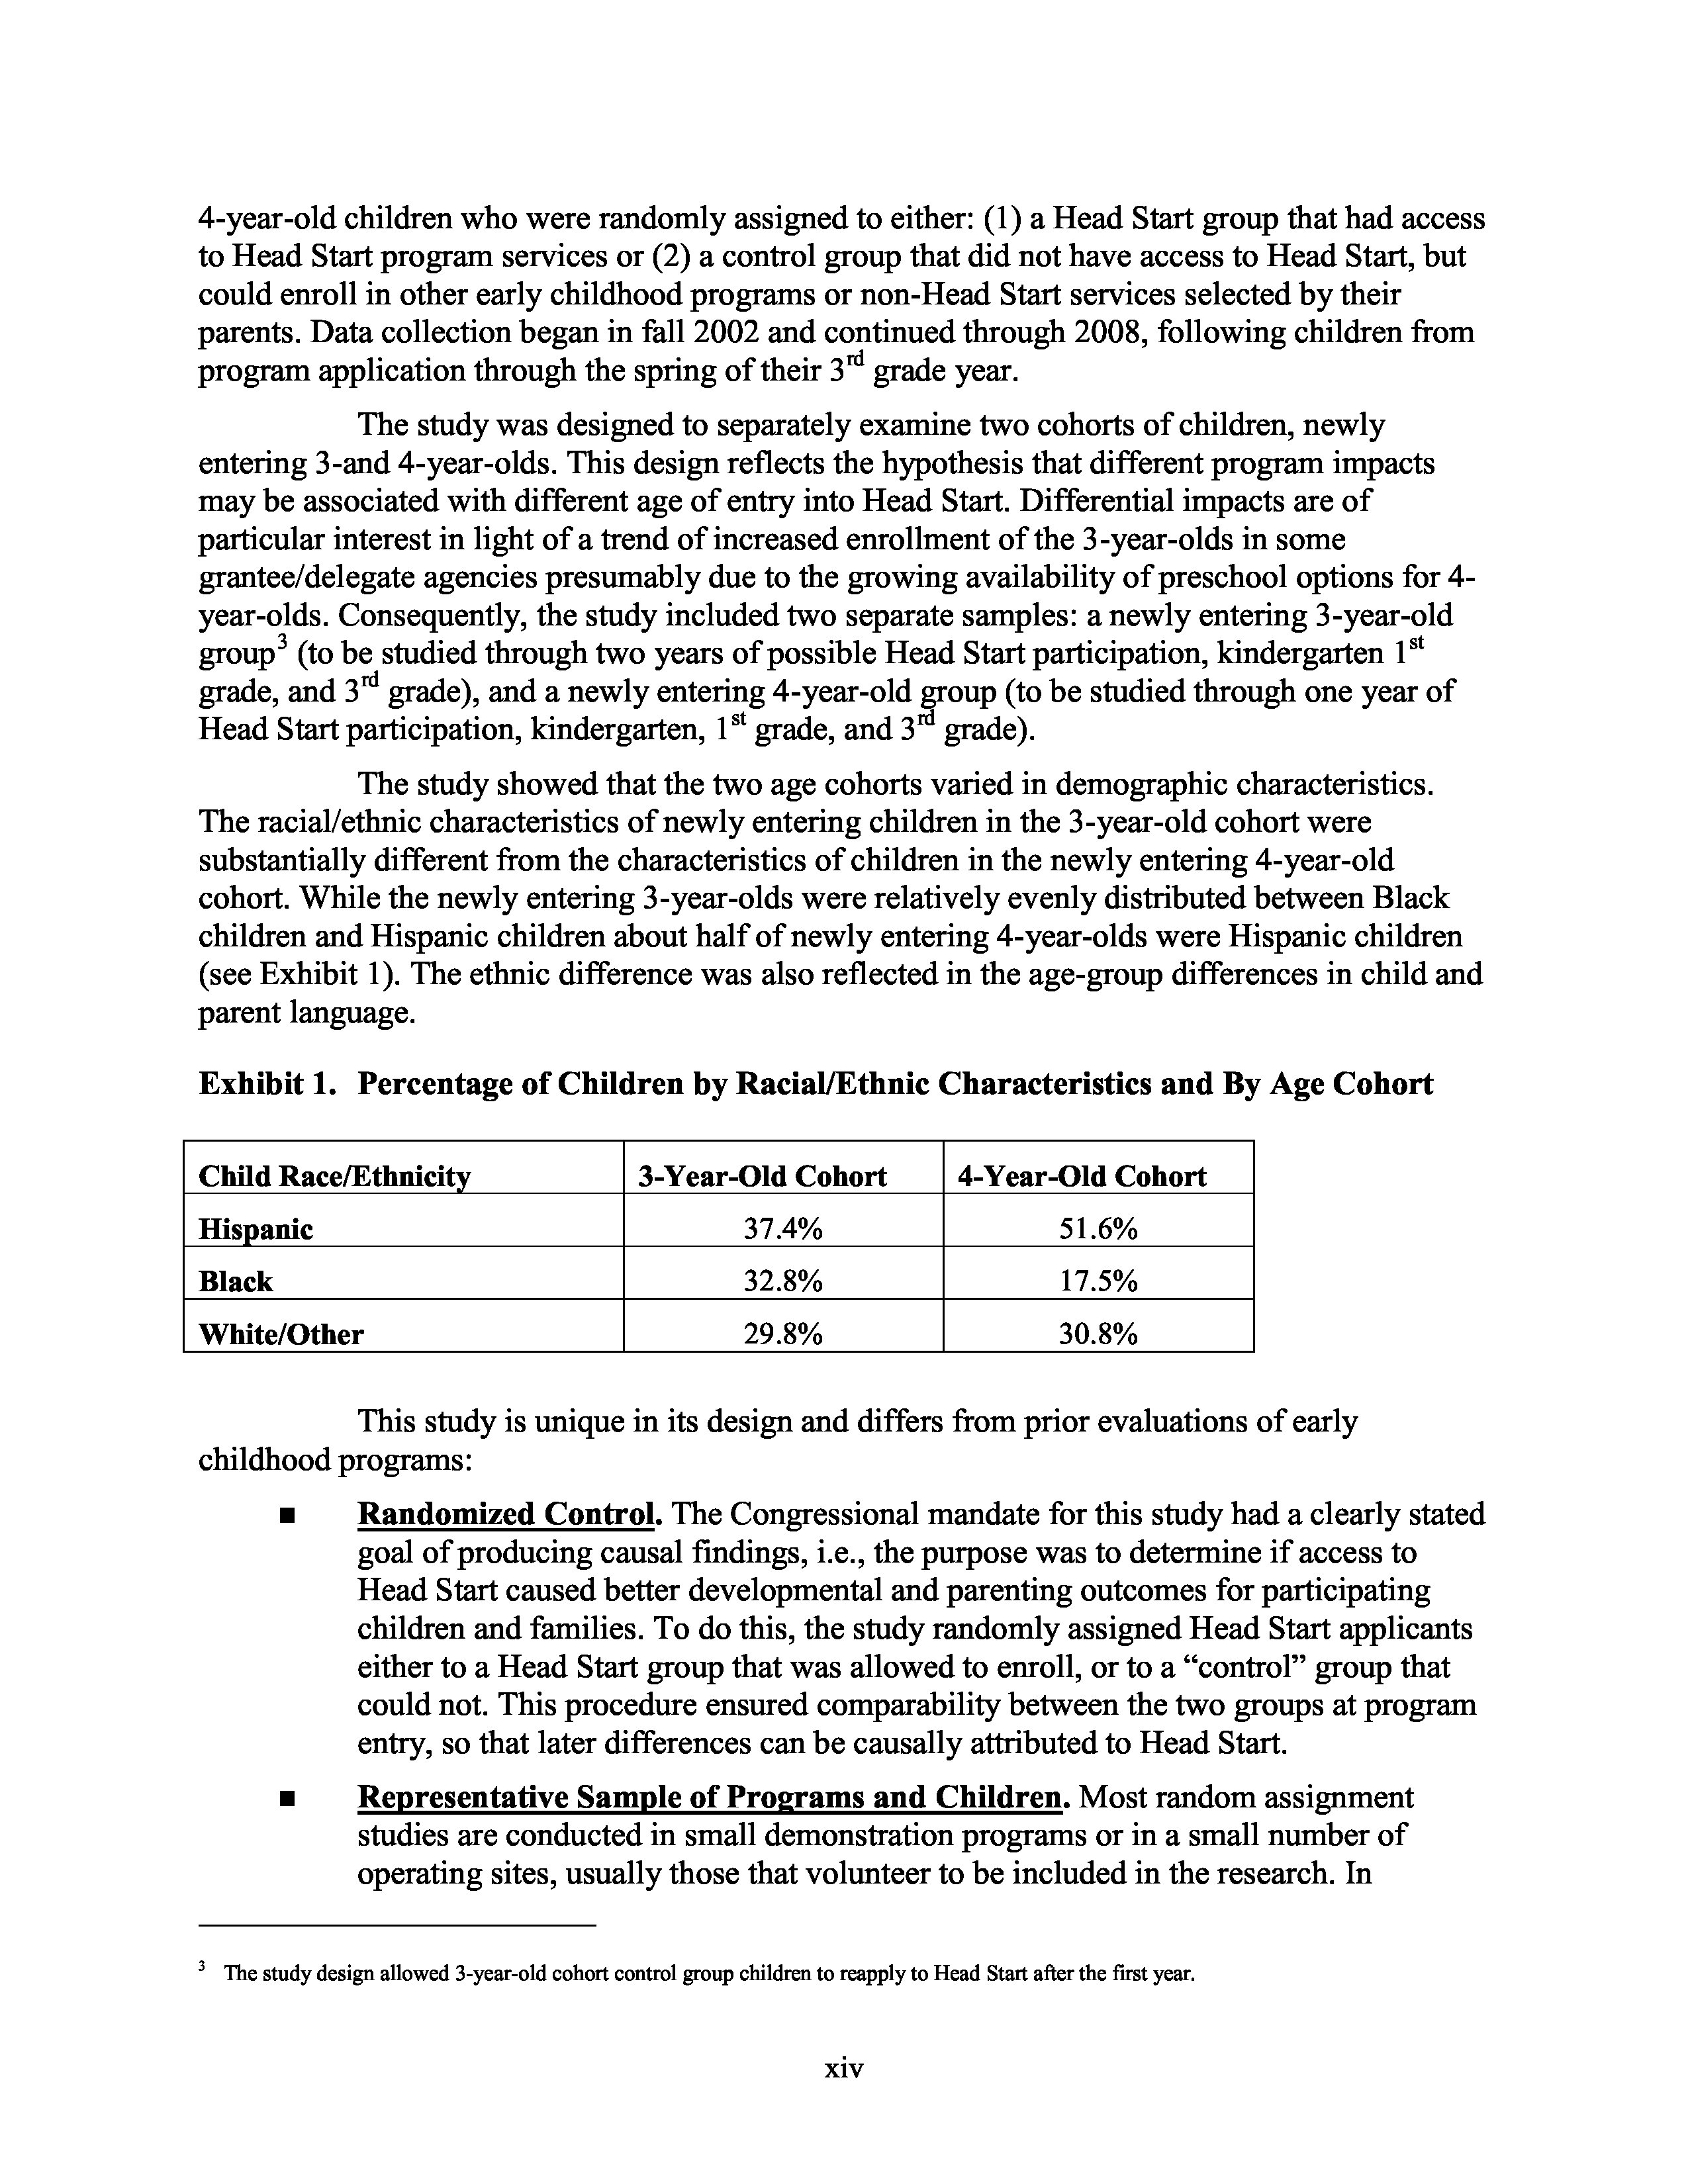 4-year-old children who were randomly assigned to either: (1) a Head Start group that had access
to Head Start program services or (2) a control group that did not have access to Head Start, but
could enroll in other early childhood programs or non-Head Start services selected by their
parents. Data collection began in fall 2002 and continued through 2008, following children from
program application through the spring of their 3rd grade year.
The study was designed to separately examine two cohorts of children, newly
entering 3-and 4-year-olds. This design reflects the hypothesis that different program impacts
may be associated with different age of entry into Head Start. Differential impacts are of
particular interest in light of a trend of increased enrollment of the 3-year-olds in some
grantee/delegate agencies presumably due to the growing availability of preschool options for 4-
year-olds. Consequently, the study included two separate samples: a newly entering 3-year-old
group3 (to be studied through two years of possible Head Start participation, kindergarten 1st
grade, and 3rd grade), and a newly entering 4-year-old group (to be studied through one year of
Head Start participation, kindergarten, 1st grade, and 3rd grade).
The study showed that the two age cohorts varied in demographic characteristics.
The racial/ethnic characteristics of newly entering children in the 3-year-old cohort were
substantially different from the characteristics of children in the newly entering 4-year-old
cohort. While the newly entering 3-year-olds were relatively evenly distributed between Black
children and Hispanic children about half of newly entering 4-year-olds were Hispanic children
(see Exhibit 1). The ethnic difference was also reflected in the age-group differences in child and
parent language.
Exhibit 1. Percentage of Children by Racial/Ethnic Characteristics and By Age Cohort
Child Race/Ethnicity 3-Year-Old Cohort 4-Year-Old Cohort
Hispanic 37.4% 51.6%
Black 32.8% 17.5%
White/Other 29.8% 30.8%
This study is unique in its design and differs from prior evaluations of early
childhood programs:
■ Randomized Control. The Congressional mandate for this study had a clearly stated
goal of producing causal findings, i.e., the purpose was to determine if access to
Head Start caused better developmental and parenting outcomes for participating
children and families. To do this, the study randomly assigned Head Start applicants
either to a Head Start group that was allowed to enroll, or to a “control” group that
could not. This procedure ensured comparability between the two groups at program
entry, so that later differences can be causally attributed to Head Start.
■ Representative Sample of Programs and Children. Most random assignment
studies are conducted in small demonstration programs or in a small number of
operating sites, usually those that volunteer to be included in the research. In
3 The study design allowed 3-year-old cohort control group children to reapply to Head Start after the first year.
xiv